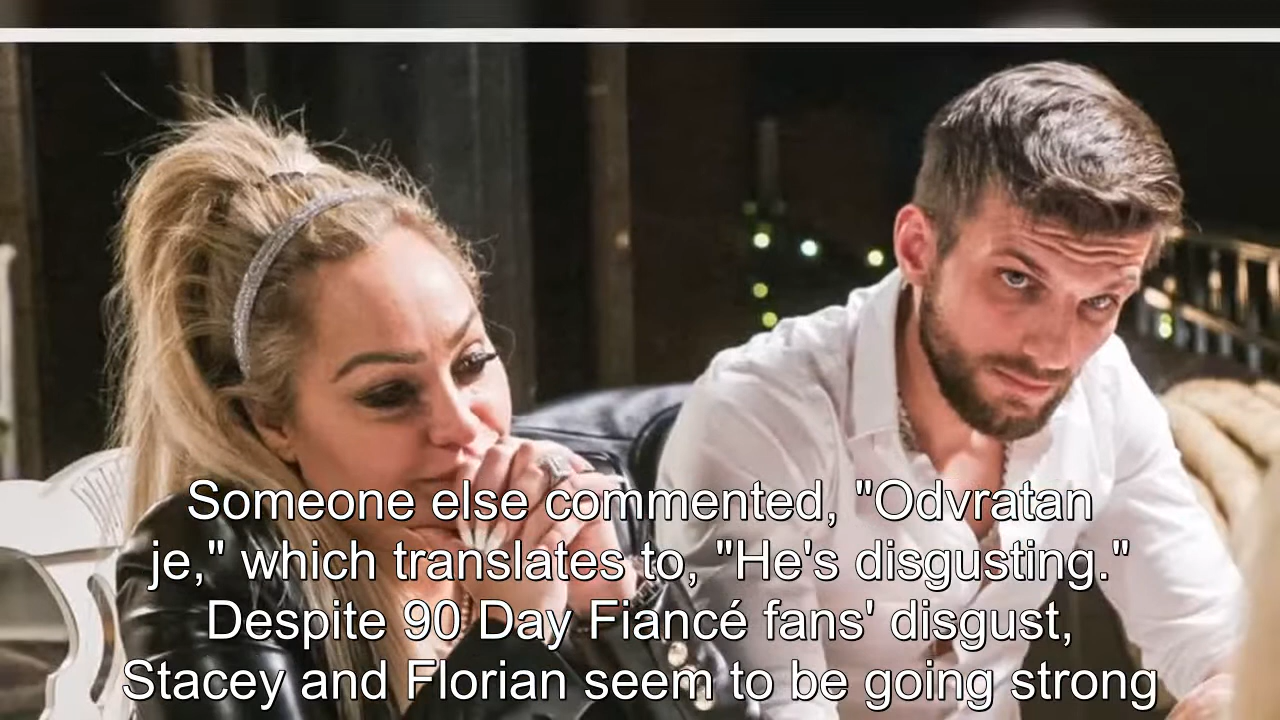 Someone else commented, "Odvratan
je," which translates to, "He's disgusting."
Despite 90 Day Fiancé fans' disgust,
Stacey and Florian seem to be going strong